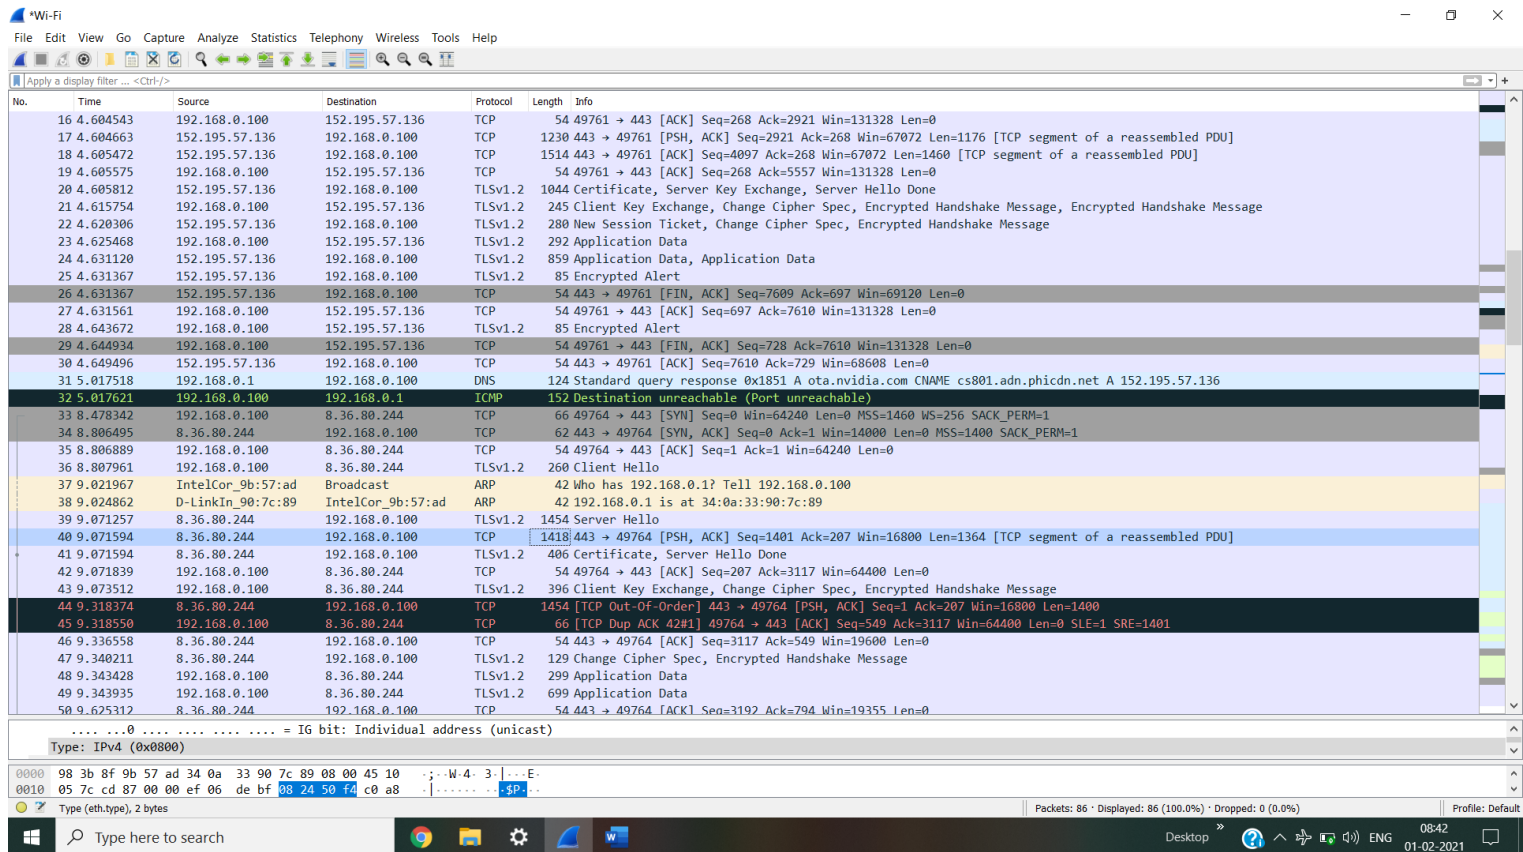 *Wi-Fi
File Edit View Go Capture Analyze Statistics Telephony Wireless Tools Help
Apply a display filter ... <Ctrl-/>
No. Time Source Destination Protocol Length Info
16 4.604543 192.168.0.100 152.195.57.136 TCP 54 49761 → 443 [ACK] Seq=268 Ack=2921 Win=131328 Len=0
17 4.604663 152.195.57.136 192.168.0.100 TCP 1230 443 → 49761 [PSH, ACK] Seq=2921 Ack=268 Win=67072 Len=1176 [TCP segment of a reassembled PDU]
18 4.605472 152.195.57.136 192.168.0.100 TCP 1514 443 → 49761 [ACK] Seq=4097 Ack=268 Win=67072 Len=1460 [TCP segment of a reassembled PDU]
19 4.605575 192.168.0.100 152.195.57.136 TCP 54 49761 → 443 [ACK] Seq=268 Ack=5557 Win=131328 Len=0
20 4.605812 152.195.57.136 192.168.0.100 TLSv1.2 1044 Certificate, Server Key Exchange, Server Hello Done
21 4.615754 192.168.0.100 152.195.57.136 TLSv1.2 245 Client Key Exchange, Change Cipher Spec, Encrypted Handshake Message, Encrypted Handshake Message
22 4.620306 152.195.57.136 192.168.0.100 TLSv1.2 280 New Session Ticket, Change Cipher Spec, Encrypted Handshake Message
23 4.625468 192.168.0.100 152.195.57.136 TLSv1.2 292 Application Data
24 4.631120 152.195.57.136 192.168.0.100 TLSv1.2 859 Application Data, Application Data
25 4.631367 152.195.57.136 192.168.0.100 TLSv1.2 85 Encrypted Alert
26 4.631367 152.195.57.136 192.168.0.100 TCP 54 443 → 49761 [FIN, ACK] Seq=7609 Ack=697 Win=69120 Len=0
27 4.631561 192.168.0.100 152.195.57.136 TCP 54 49761 → 443 [ACK] Seq=697 Ack=7610 Win=131328 Len=0
28 4.643672 192.168.0.100 152.195.57.136 TLSv1.2 85 Encrypted Alert
29 4.644934 192.168.0.100 152.195.57.136 TCP 54 49761 → 443 [FIN, ACK] Seq=728 Ack=7610 Win=131328 Len=0
30 4.649496 152.195.57.136 192.168.0.100 TCP 54 443 → 49761 [ACK] Seq=7610 Ack=729 Win=68608 Len=0
31 5.017518 192.168.0.1 192.168.0.100 DNS 124 Standard query response 0x1851 A ota.nvidia.com CNAME cs801.adn.phicdn.net A 152.195.57.136
32 5.017621 192.168.0.100 192.168.0.1 ICMP 152 Destination unreachable (Port unreachable)
33 8.478342 192.168.0.100 8.36.80.244 TCP 66 49764 → 443 [SYN] Seq=0 Win=64240 Len=0 MSS=1460 WS=256 SACK_PERM=1
34 8.806495 8.36.80.244 192.168.0.100 TCP 62 443 → 49764 [SYN, ACK] Seq=0 Ack=1 Win=14000 Len=0 MSS=1400 SACK_PERM=1
35 8.806889 192.168.0.100 8.36.80.244 TCP 54 49764 → 443 [ACK] Seq=1 Ack=1 Win=64240 Len=0
36 8.807961 192.168.0.100 8.36.80.244 TLSv1.2 260 Client Hello
37 9.021967 IntelCor_9b:57:ad Broadcast ARP 42 Who has 192.168.0.1? Tell 192.168.0.100
38 9.024862 D-LinkIn_90:7c:89 IntelCor_9b:57:ad ARP 42 192.168.0.1 is at 34:0a:33:90:7c:89
39 9.071257 8.36.80.244 192.168.0.100 TLSv1.2 1454 Server Hello
40 9.071594 8.36.80.244 192.168.0.100 TCP 1418 443 → 49764 [PSH, ACK] Seq=1401 Ack=207 Win=16800 Len=1364 [TCP segment of a reassembled PDU]
41 9.071594 8.36.80.244 192.168.0.100 TLSv1.2 406 Certificate, Server Hello Done
42 9.071839 192.168.0.100 8.36.80.244 TCP 54 49764 → 443 [ACK] Seq=207 Ack=3117 Win=64400 Len=0
43 9.073512 192.168.0.100 8.36.80.244 TLSv1.2 396 Client Key Exchange, Change Cipher Spec, Encrypted Handshake Message
44 9.318374 8.36.80.244 192.168.0.100 TCP 1454 [TCP Out-Of-Order] 443 → 49764 [PSH, ACK] Seq=1 Ack=207 Win=16800 Len=1400
45 9.318550 192.168.0.100 8.36.80.244 TCP 66 [TCP Dup ACK 42#1] 49764 → 443 [ACK] Seq=549 Ack=3117 Win=64400 Len=0 SLE=1 SRE=1401
46 9.336558 8.36.80.244 192.168.0.100 TCP 54 443 → 49764 [ACK] Seq=3117 Ack=549 Win=19600 Len=0
47 9.340211 8.36.80.244 192.168.0.100 TLSv1.2 129 Change Cipher Spec, Encrypted Handshake Message
48 9.343428 192.168.0.100 8.36.80.244 TLSv1.2 299 Application Data
49 9.343935 192.168.0.100 8.36.80.244 TLSv1.2 699 Application Data
50 9.625312 8.36.80.244 192.168.0.100 TCP 54 443 → 49764 [ACK] Seq=3192 Ack=794 Win=19355 Len=0
.... ...0 .... .... .... .... = IG bit: Individual address (unicast)
Type: IPv4 (0x0800)
0000 98 3b 8f 9b 57 ad 34 0a 33 90 7c 89 08 00 45 10 ·;··W·4· 3·|···E·
0010 05 7c cd 87 00 00 ef 06 de bf 08 24 50 f4 c0 a8 ·|······ ···$P···
Type (eth.type), 2 bytes
Packets: 86 · Displayed: 86 (100.0%) · Dropped: 0 (0.0%)
Profile: Default
Type here to search
Desktop » ENG
08:42
01-02-2021